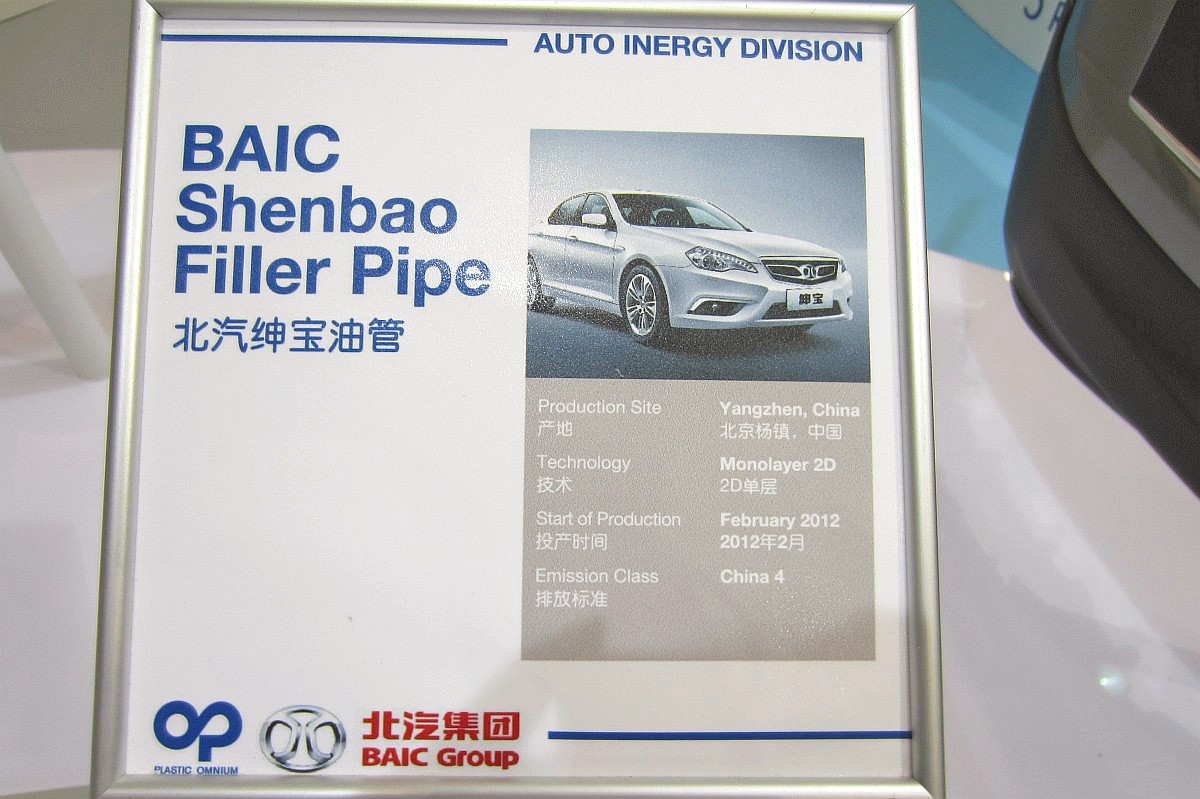 AUTO INERGY DIVISION
BAIC
Shenbao
Filler Pipe
北汽绅宝油管
绅宝
Production Site Yangzhen, China
产地 北京杨镇，中国
Technology Monolayer 2D
技术 2D单层
Start of Production February 2012
投产时间 2012年2月
Emission Class China 4
排放标准
OP
PLASTIC OMNIUM
北汽集团
BAIC Group